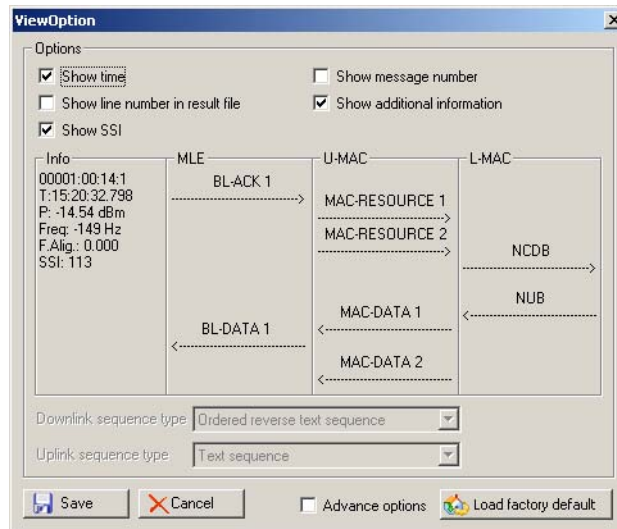 ViewOption
Options
Show time
Show message number
Show line number in result file
Show additional information
Show SSI
Info
MLE
U-MAC
L-MAC
00001:00:14:1
T:15:20:32.798
P: -14.54 dBm
Freq: -149 Hz
F.Alig.: 0.000
SSI: 113
BL-ACK 1
MAC-RESOURCE 1
MAC-RESOURCE 2
NCDB
NUB
MAC-DATA 1
BL-DATA 1
MAC-DATA 2
Downlink sequence type
Ordered reverse text sequence
Uplink sequence type
Text sequence
Save
Cancel
Advance options
Load factory default